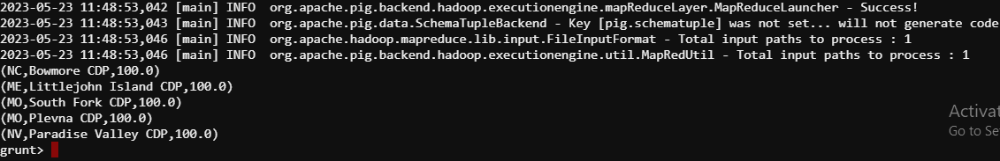 2023-05-23 11:48:53,042 [main] INFO  org.apache.pig.backend.hadoop.executionengine.mapReduceLayer.MapReduceLauncher - Success!
2023-05-23 11:48:53,043 [main] INFO  org.apache.pig.data.SchemaTupleBackend - Key [pig.schematuple] was not set... will not generate code
2023-05-23 11:48:53,046 [main] INFO  org.apache.hadoop.mapreduce.lib.input.FileInputFormat - Total input paths to process : 1
2023-05-23 11:48:53,046 [main] INFO  org.apache.pig.backend.hadoop.executionengine.util.MapRedUtil - Total input paths to process : 1
(NC,Bowmore CDP,100.0)
(ME,Littlejohn Island CDP,100.0)
(MO,South Fork CDP,100.0)
(MO,Plevna CDP,100.0)
(NV,Paradise Valley CDP,100.0)
grunt>
Activat
Go to Se